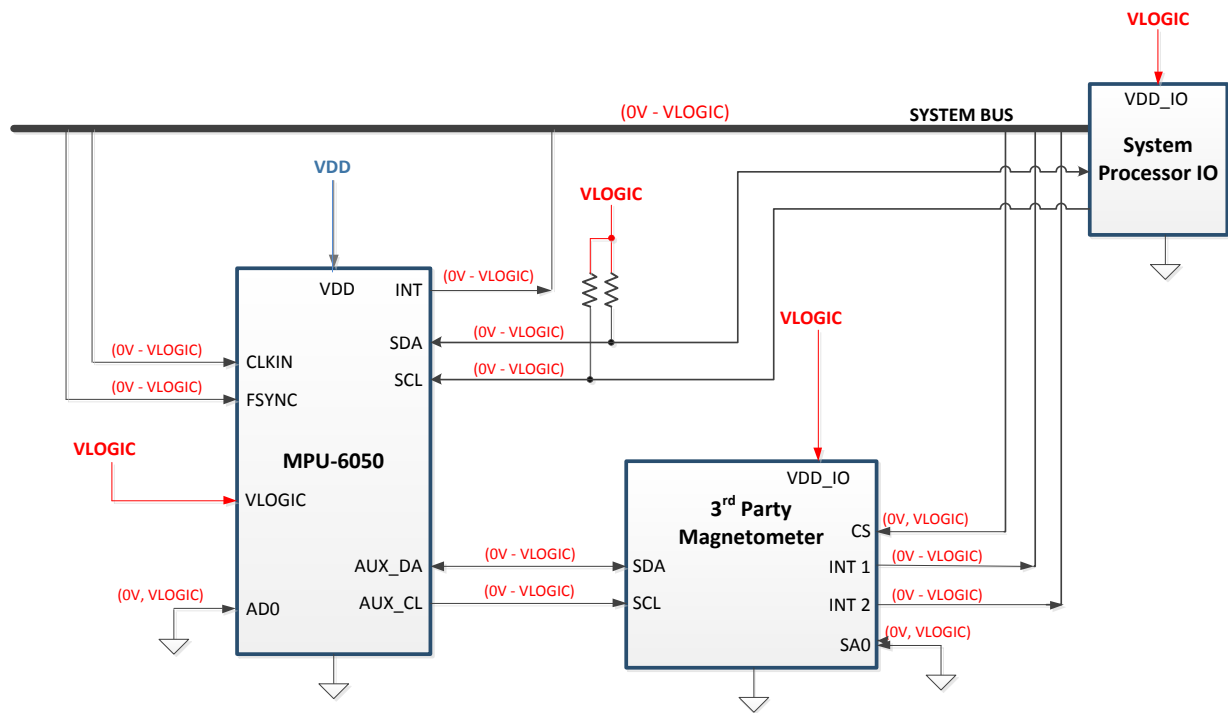 VLOGIC
VDD_IO
System
Processor IO
(0V - VLOGIC)
SYSTEM BUS
VDD
VLOGIC
(0V - VLOGIC)
VDD
INT
VLOGIC
(0V - VLOGIC)
SDA
(0V - VLOGIC)
CLKIN
(0V - VLOGIC)
SCL
(0V - VLOGIC)
FSYNC
VLOGIC
MPU-6050
VLOGIC
VDD_IO
3rd Party
Magnetometer
(0V, VLOGIC)
CS
(0V - VLOGIC)
AUX_DA
(0V - VLOGIC)
SDA
INT 1
(0V - VLOGIC)
AUX_CL
(0V - VLOGIC)
SCL
INT 2
(0V, VLOGIC)
AD0
(0V, VLOGIC)
SA0